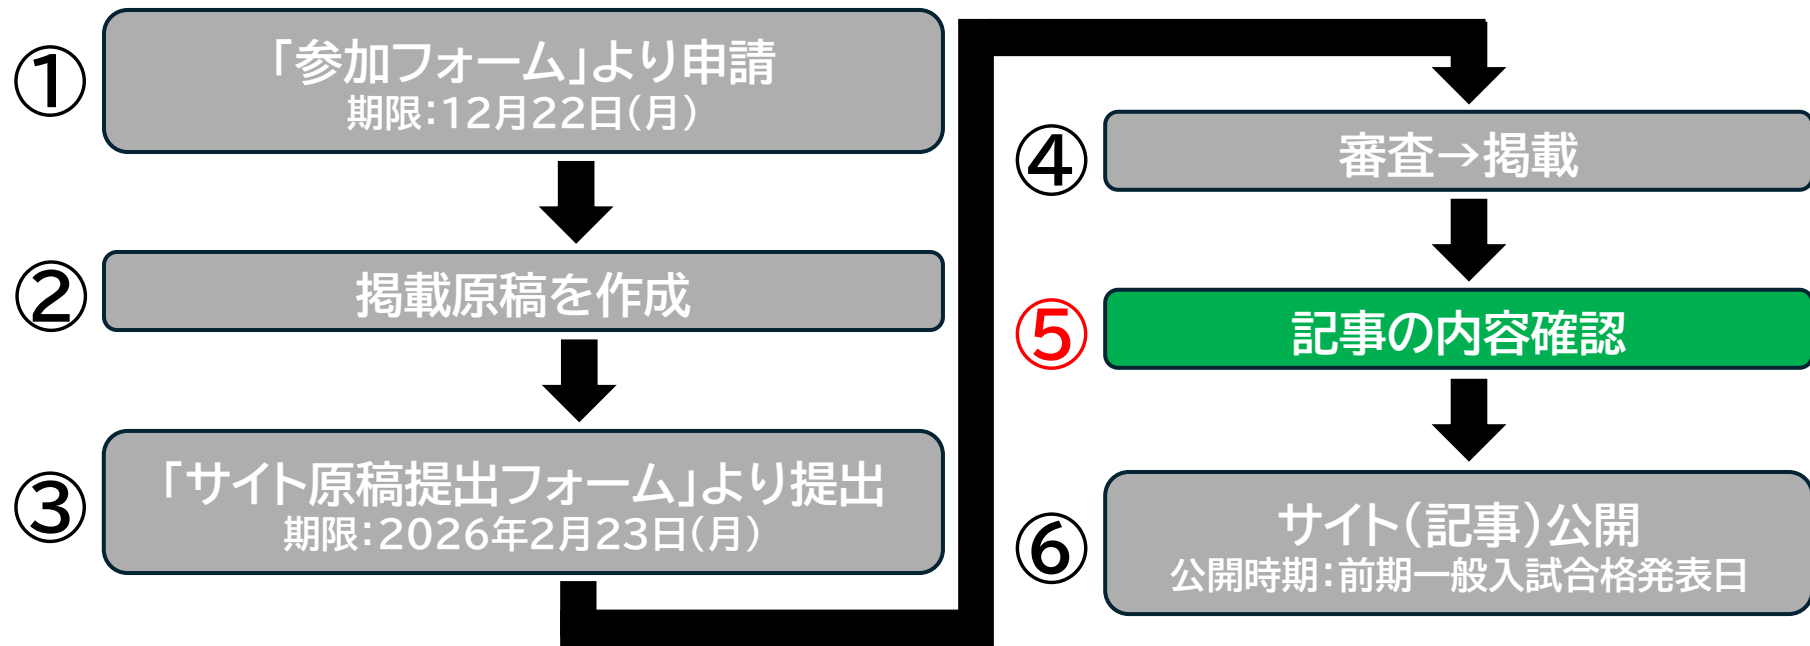 ①
「参加フォーム」より申請
期限：12月22日(月)
②
掲載原稿を作成
③
「サイト原稿提出フォーム」より提出
期限：2026年2月23日(月)
④
審査→掲載
⑤
記事の内容確認
⑥
サイト(記事)公開
公開時期：前期一般入試合格発表日